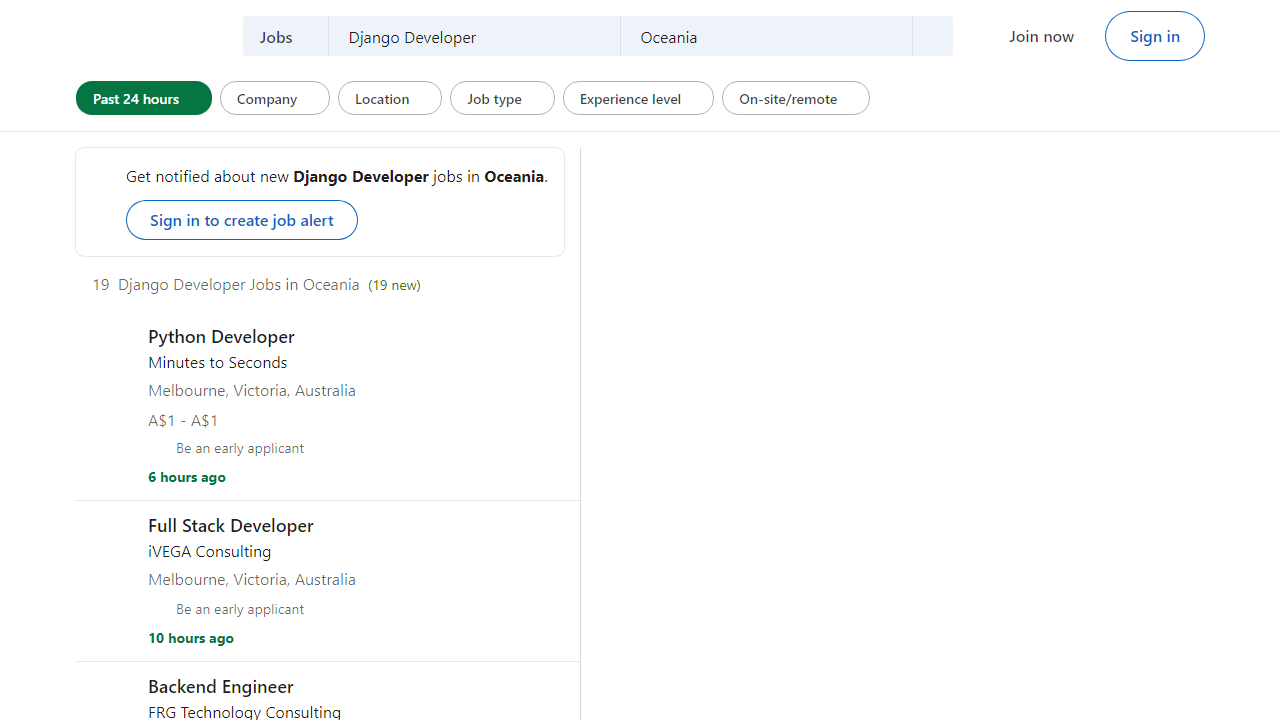 Jobs Django Developer Oceania Join now Sign in
Past 24 hours Company Location Job type Experience level On-site/remote
Get notified about new Django Developer jobs in Oceania.
Sign in to create job alert
19 Django Developer Jobs in Oceania (19 new)
Python Developer
Minutes to Seconds
Melbourne, Victoria, Australia
A$1 - A$1
Be an early applicant
6 hours ago
Full Stack Developer
iVEGA Consulting
Melbourne, Victoria, Australia
Be an early applicant
10 hours ago
Backend Engineer
FRG Technology Consulting